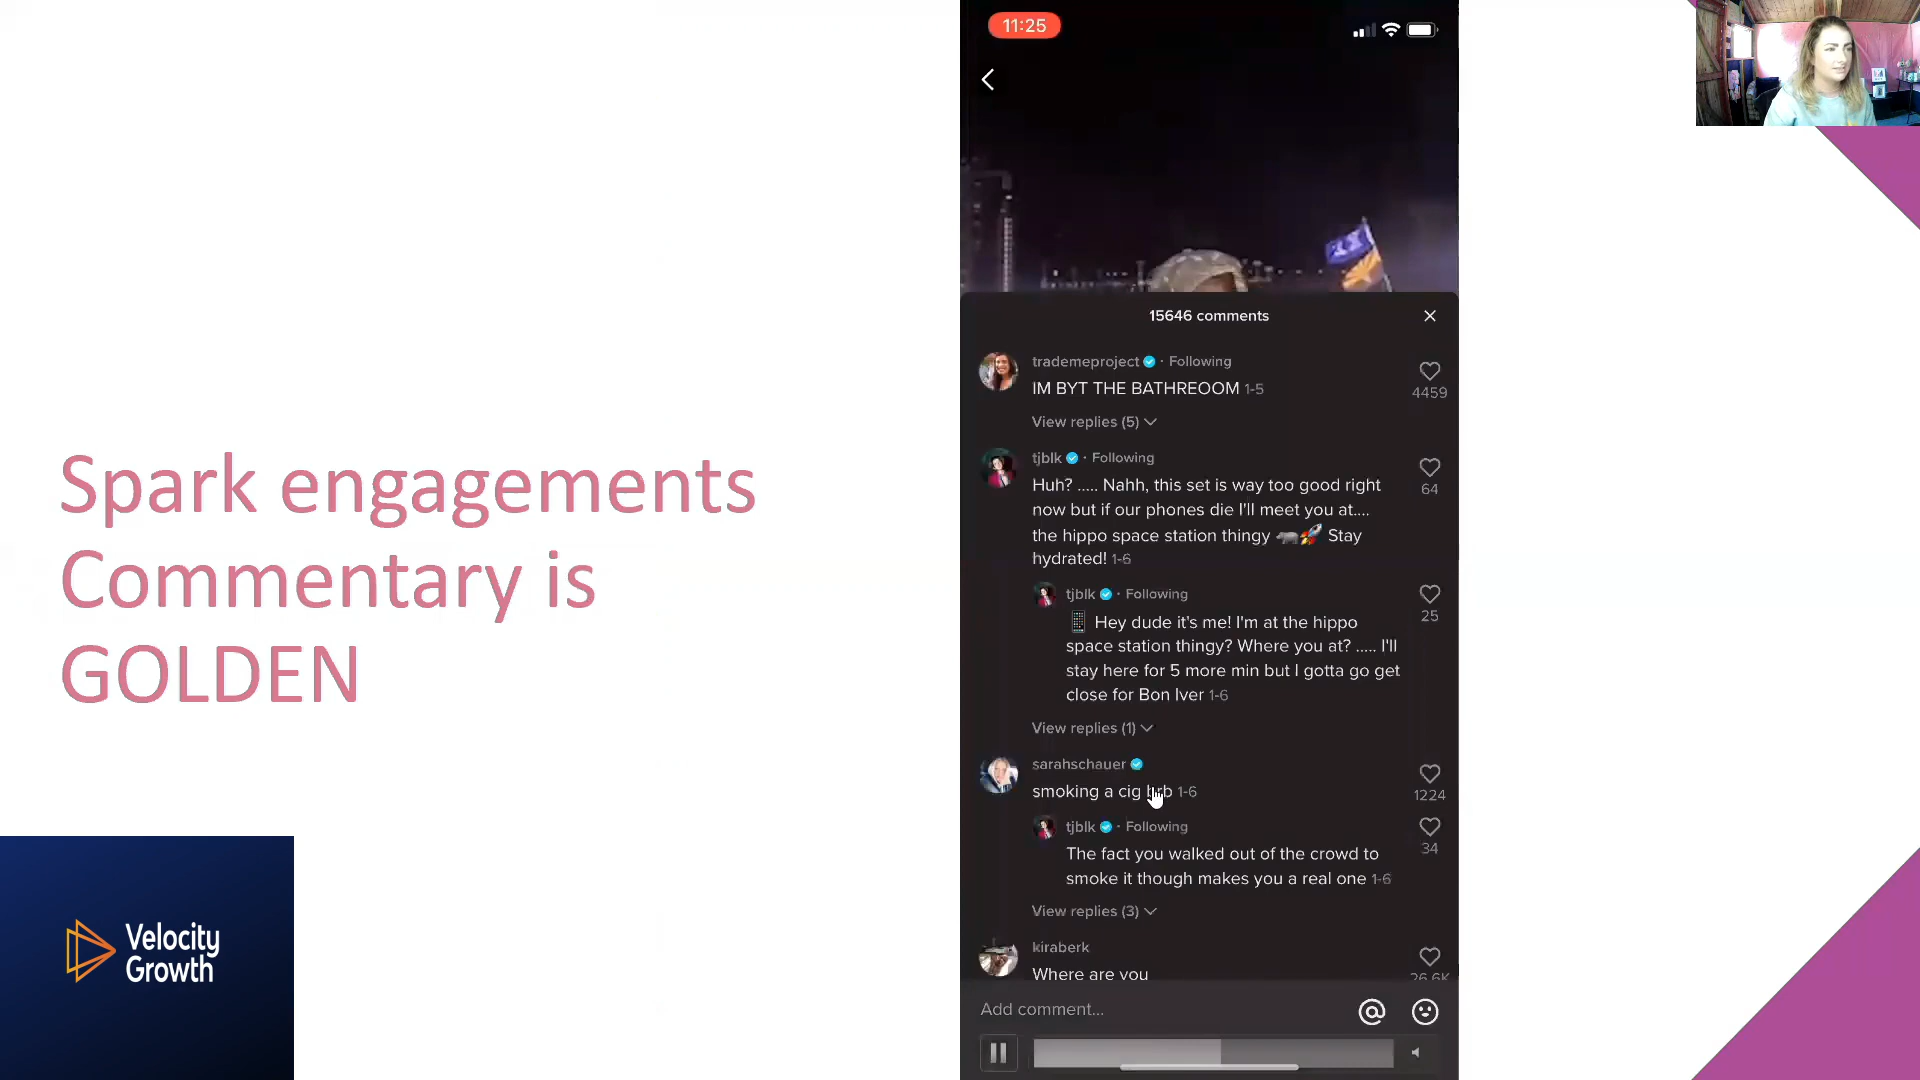 11:25
Spark engagements
Commentary is
GOLDEN
Velocity
Growth
15646 comments
trademeproject · Following
IM BYT THE BATHREOOM 1-5
4459
View replies (5)
tjblk · Following
Huh? ..... Nahh, this set is way too good right
now but if our phones die I'll meet you at....
the hippo space station thingy 🦛🚀 Stay
hydrated! 1-6
64
tjblk · Following
📱 Hey dude it's me! I'm at the hippo
space station thingy? Where you at? ..... I'll
stay here for 5 more min but I gotta go get
close for Bon Iver 1-6
25
View replies (1)
sarahschauer
smoking a cig brb 1-6
1224
tjblk · Following
The fact you walked out of the crowd to
smoke it though makes you a real one 1-6
34
View replies (3)
kiraberk
Where are you
26.6K
Add comment...